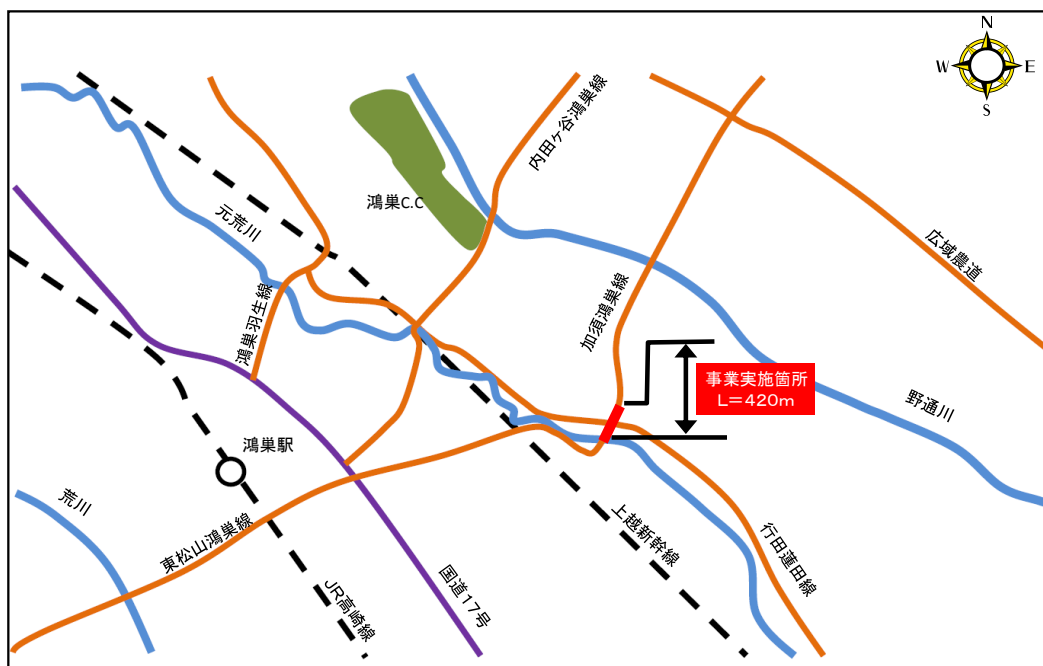 N
W
E
S
内田ヶ谷鴻巣線
鴻巣C.C
元荒川
広域農道
鴻巣羽生線
加須鴻巣線
事業実施箇所
L=420m
野通川
鴻巣駅
荒川
東松山鴻巣線
上越新幹線
行田蓮田線
JR高崎線
国道17号